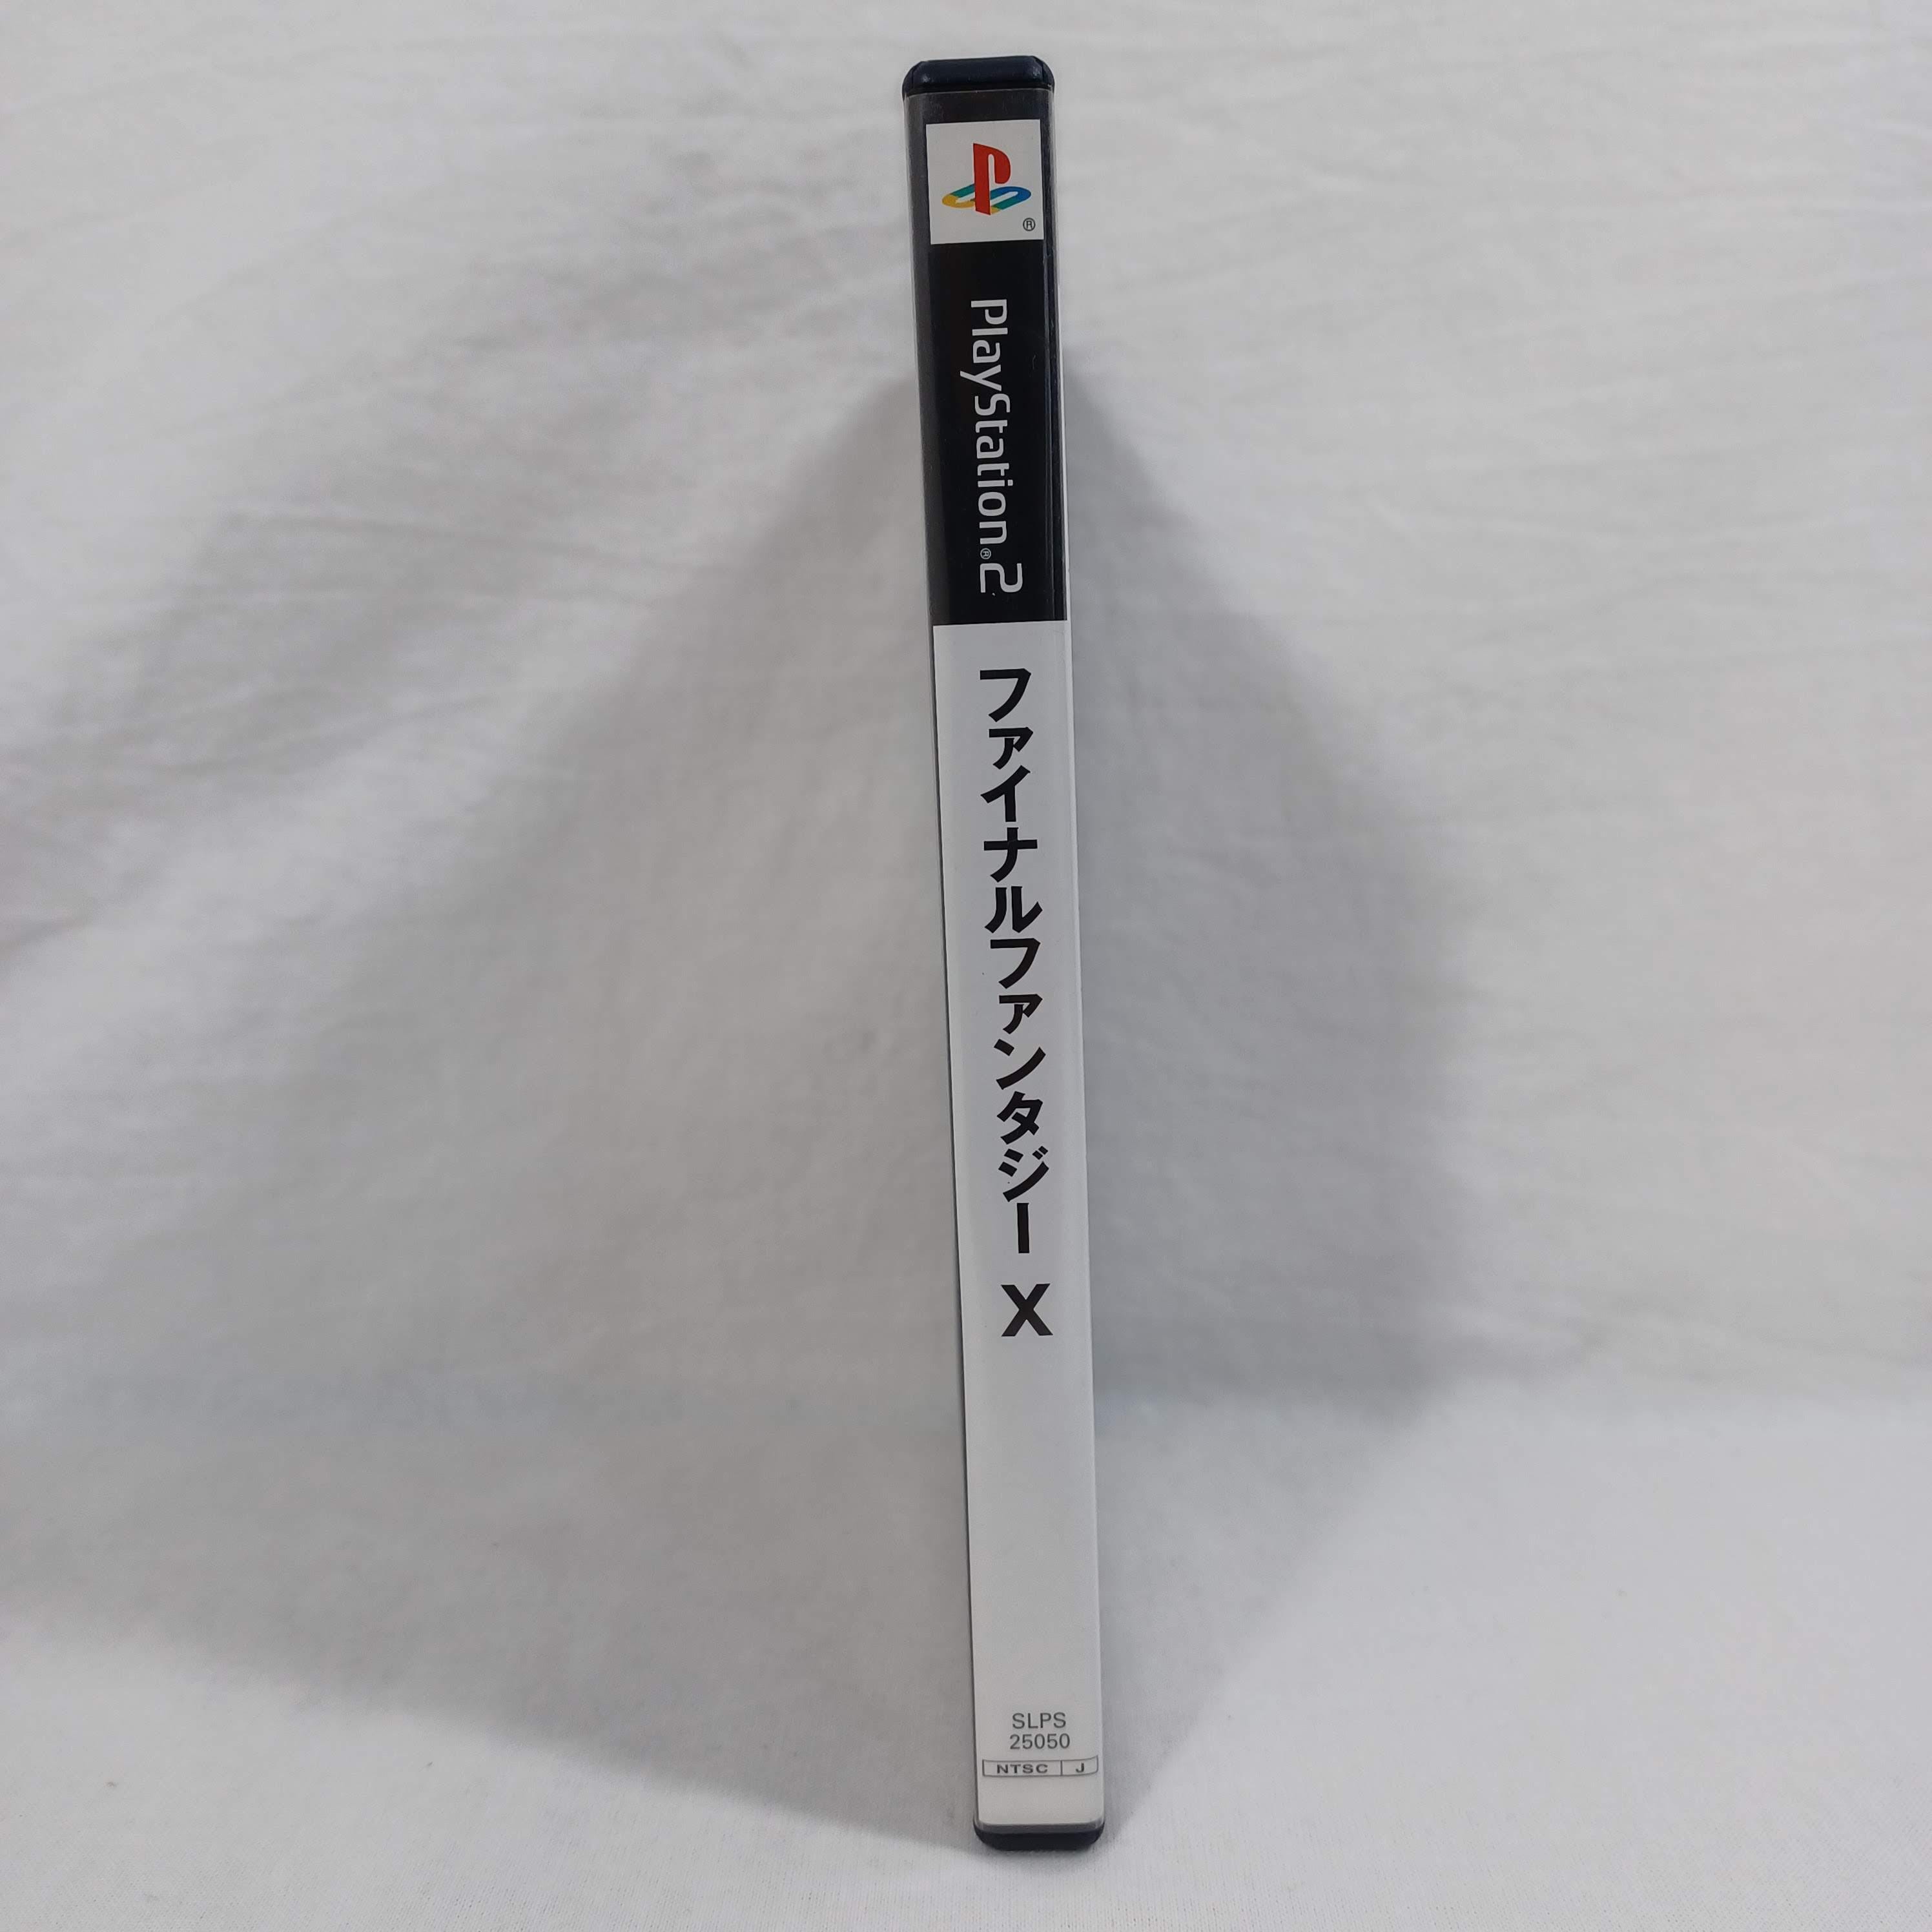 ®
PlayStation®2
ファイナルファンタジー X
SLPS
25050
NTSC J